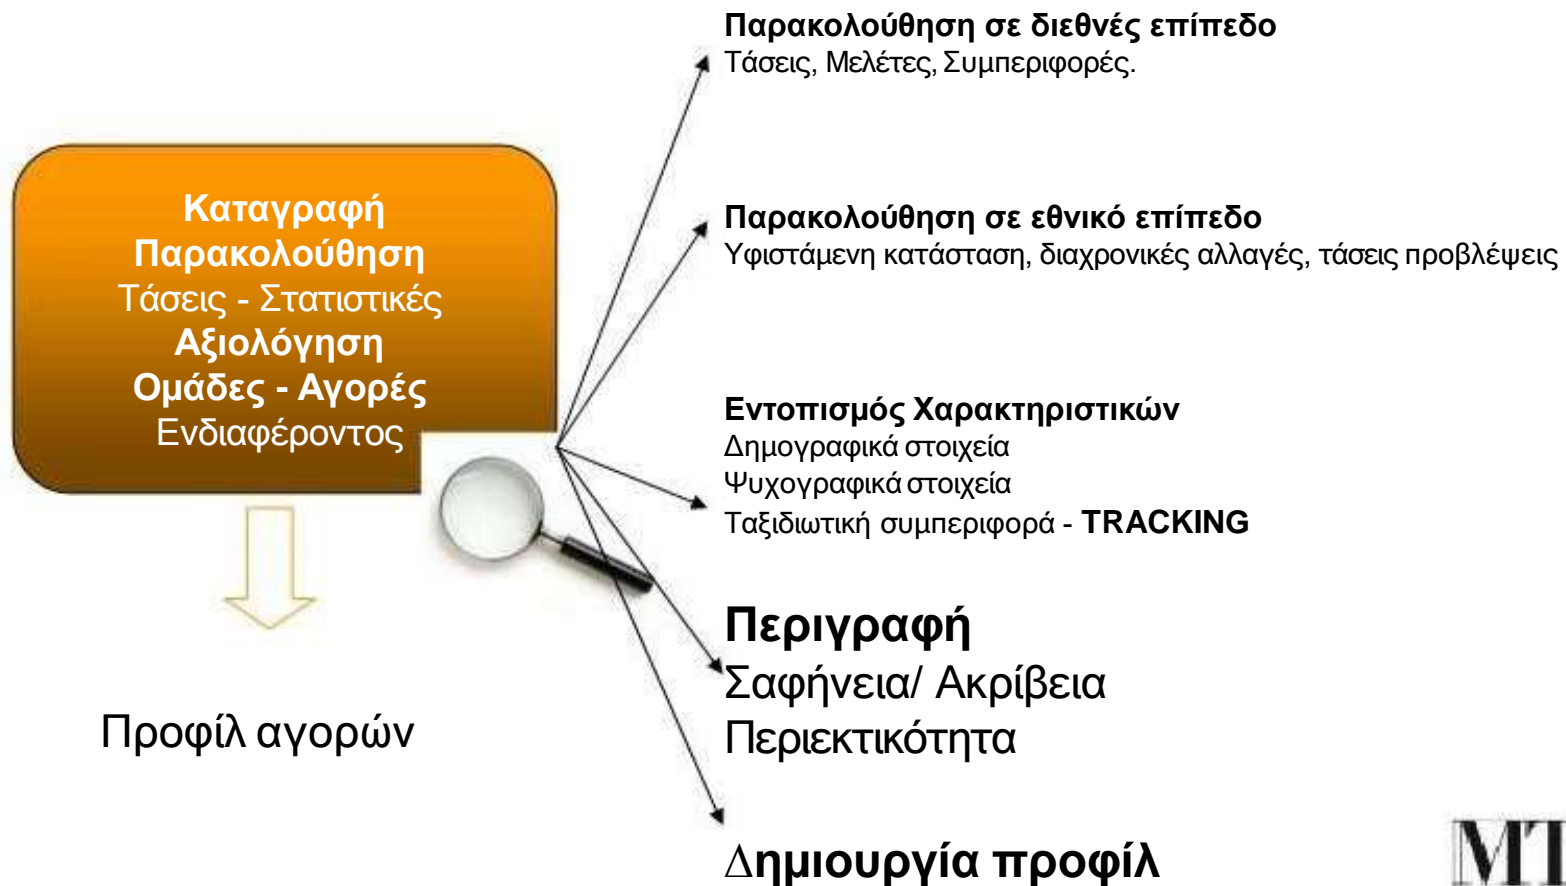 Παρακολούθηση σε διεθνές επίπεδο
Τάσεις, Μελέτες, Συμπεριφορές.
Καταγραφή
Παρακολούθηση
Τάσεις - Στατιστικές
Αξιολόγηση
Ομάδες - Αγορές
Ενδιαφέροντος
Παρακολούθηση σε εθνικό επίπεδο
Υφιστάμενη κατάσταση, διαχρονικές αλλαγές, τάσεις προβλέψεις
Εντοπισμός Χαρακτηριστικών
Δημογραφικά στοιχεία
Ψυχογραφικά στοιχεία
Ταξιδιωτική συμπεριφορά - TRACKING
Περιγραφή
Σαφήνεια/ Ακρίβεια
Περιεκτικότητα
Προφίλ αγορών
Δημιουργία προφίλ
MT